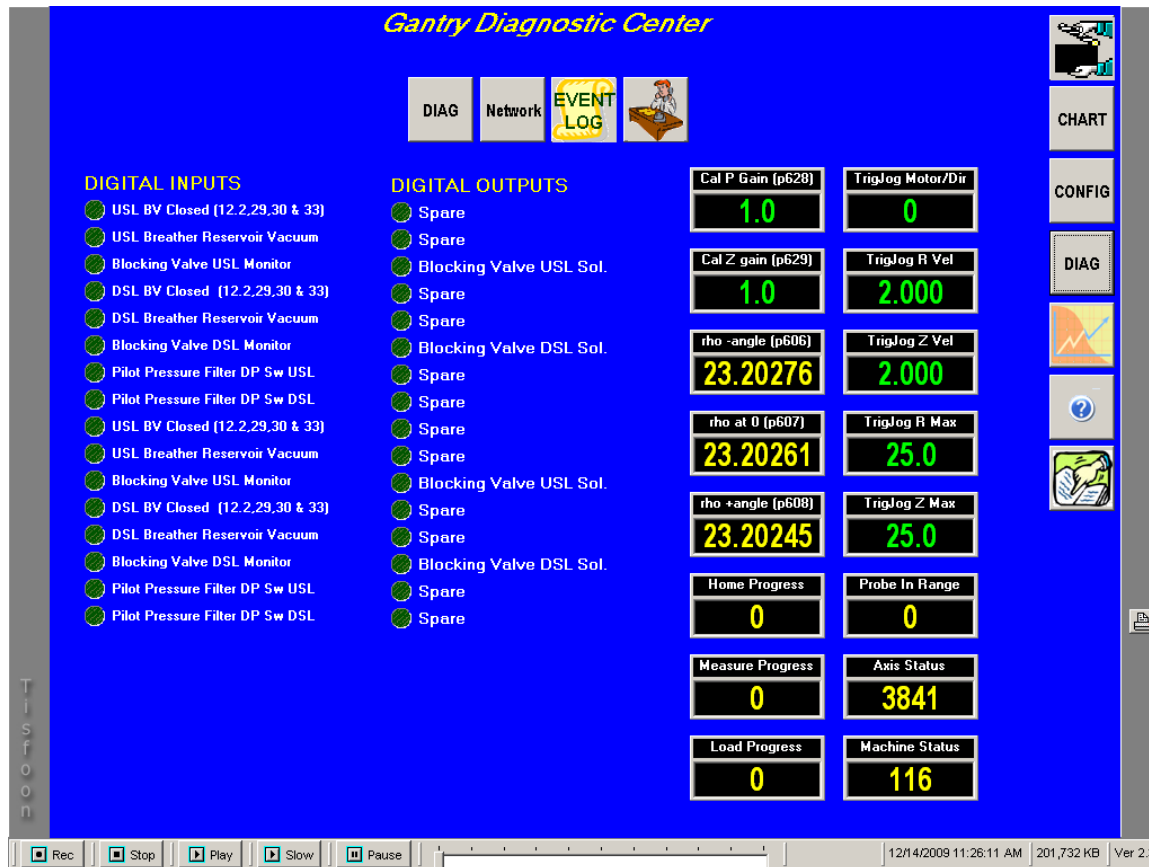 Gantry Diagnostic Center
DIAG
Network
EVENT
LOG
CHART
CONFIG
DIAG
DIGITAL INPUTS
USL BV Closed (12.2,29,30 & 33)
USL Breather Reservoir Vacuum
Blocking Valve USL Monitor
DSL BV Closed (12.2,29,30 & 33)
DSL Breather Reservoir Vacuum
Blocking Valve DSL Monitor
Pilot Pressure Filter DP Sw USL
Pilot Pressure Filter DP Sw DSL
USL BV Closed (12.2,29,30 & 33)
USL Breather Reservoir Vacuum
Blocking Valve USL Monitor
DSL BV Closed (12.2,29,30 & 33)
DSL Breather Reservoir Vacuum
Blocking Valve DSL Monitor
Pilot Pressure Filter DP Sw USL
Pilot Pressure Filter DP Sw DSL
DIGITAL OUTPUTS
Spare
Spare
Blocking Valve USL Sol.
Spare
Spare
Blocking Valve DSL Sol.
Spare
Spare
Spare
Spare
Blocking Valve USL Sol.
Spare
Spare
Blocking Valve DSL Sol.
Spare
Spare
Cal P Gain (p628)
1.0
Cal Z gain (p629)
1.0
rho -angle (p606)
23.20276
rho at 0 (p607)
23.20261
rho +angle (p608)
23.20245
Home Progress
0
Measure Progress
0
Load Progress
0
TrigJog Motor/Dir
0
TrigJog R Vel
2.000
TrigJog Z Vel
2.000
TrigJog R Max
25.0
TrigJog Z Max
25.0
Probe In Range
0
Axis Status
3841
Machine Status
116
Tisfoon
Rec
Stop
Play
Slow
Pause
12/14/2009 11:26:11 AM
201,732 KB
Ver 2.